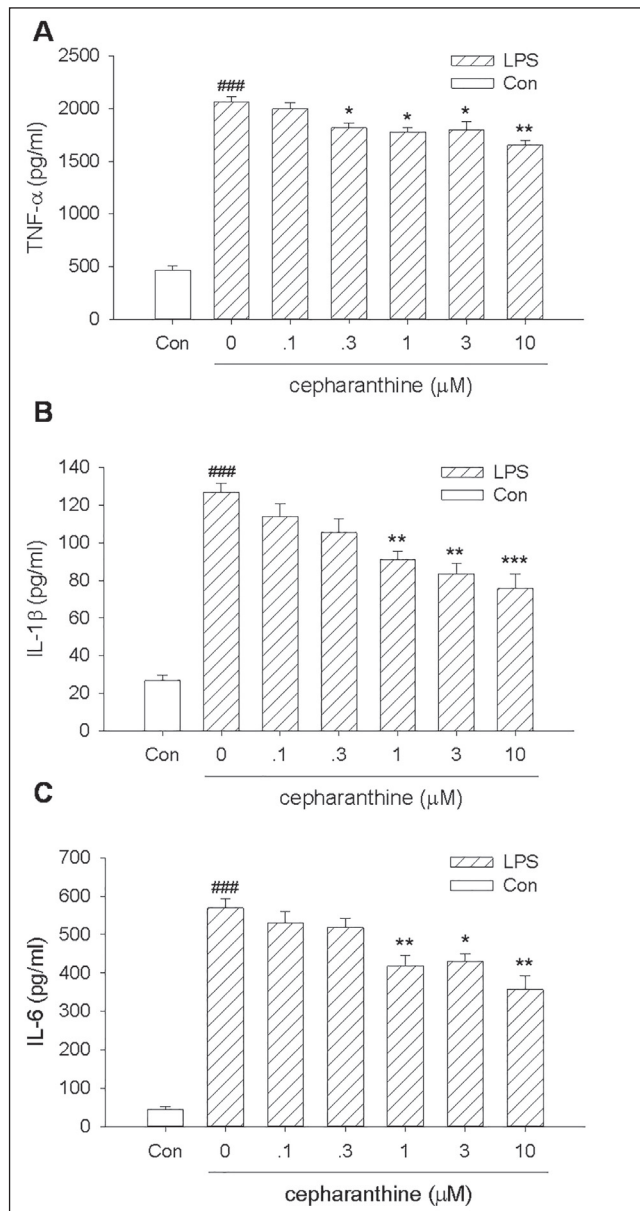 A
LPS
Con
2500
2000
1500
1000
500
0
TNF-α (pg/ml)
###
*
*
*
**
Con 0 .1 .3 1 3 10
cepharanthine (μM)
B
LPS
Con
140
120
100
80
60
40
20
0
IL-1β (pg/ml)
###
**
**
***
Con 0 .1 .3 1 3 10
cepharanthine (μM)
C
LPS
Con
700
600
500
400
300
200
100
0
IL-6 (pg/ml)
###
**
*
**
Con 0 .1 .3 1 3 10
cepharanthine (μM)